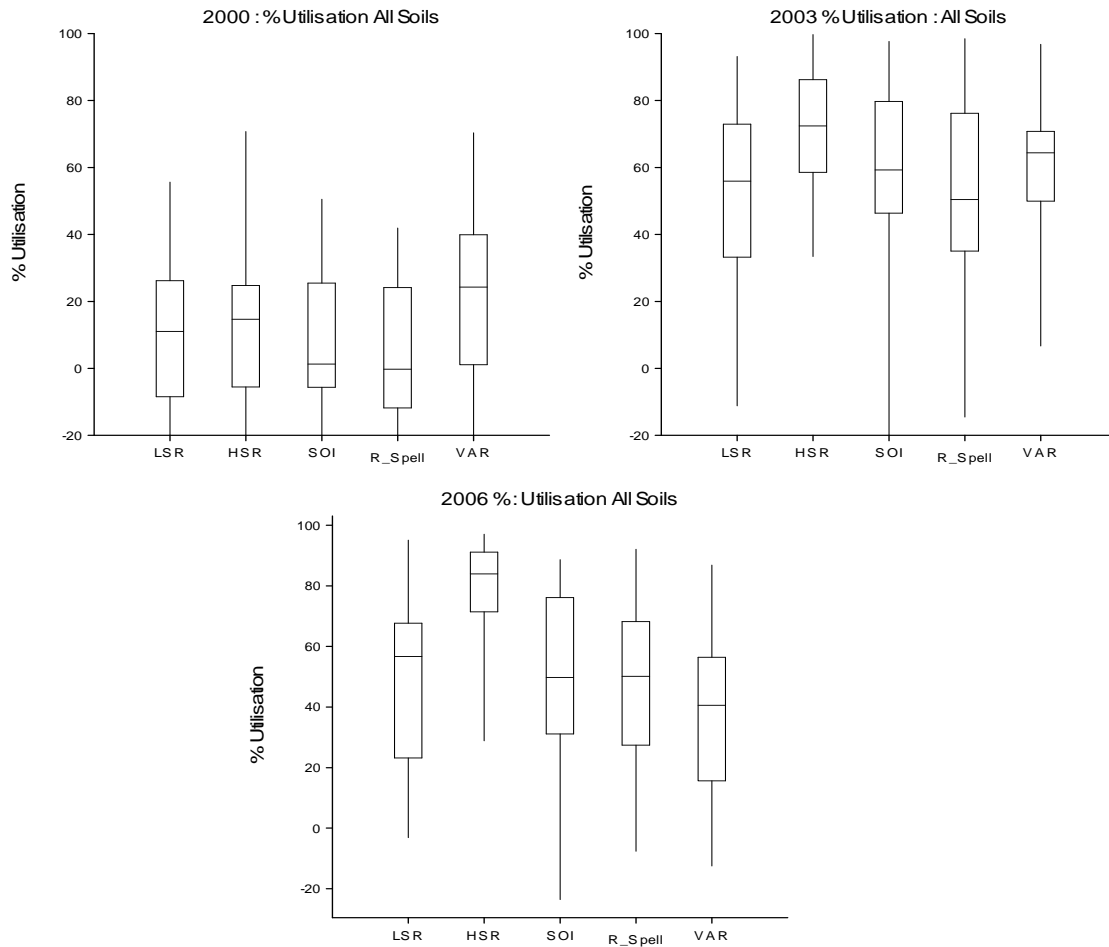 2000 : % Utilisation All Soils
% Utilisation
100
80
60
40
20
0
-20
LSR HSR SOI R_Spell VAR
2003 % Utilisation : All Soils
% Utilsation
100
80
60
40
20
0
-20
LSR HSR SOI R_Spell VAR
2006 %: Utilisation All Soils
% Utilisation
100
80
60
40
20
0
-20
LSR HSR SOI R_Spell VAR